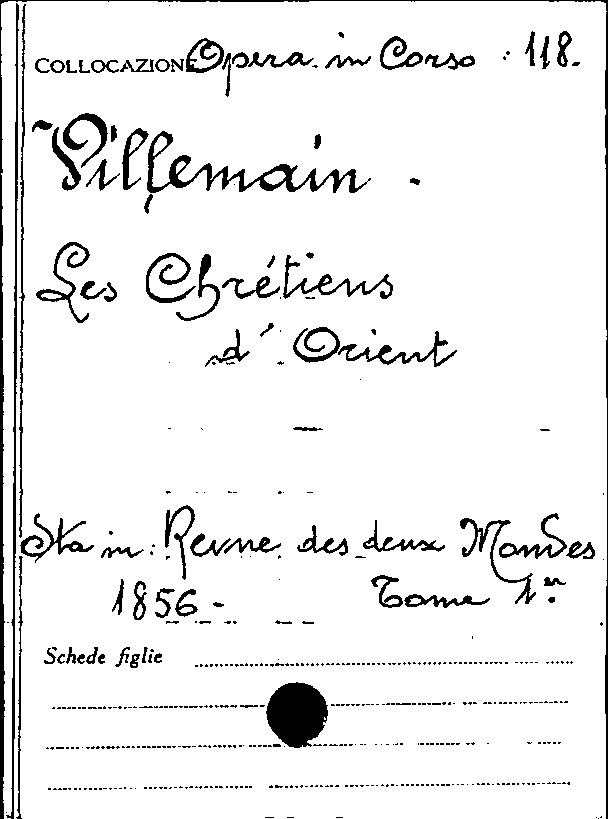 COLLOCAZIONE Opera in Corso : 118.
Villemain.
Les Chrétiens
d'Orient
Sta in: Revue des deux Mondes
1856 - Tome 1er
Schede figlie